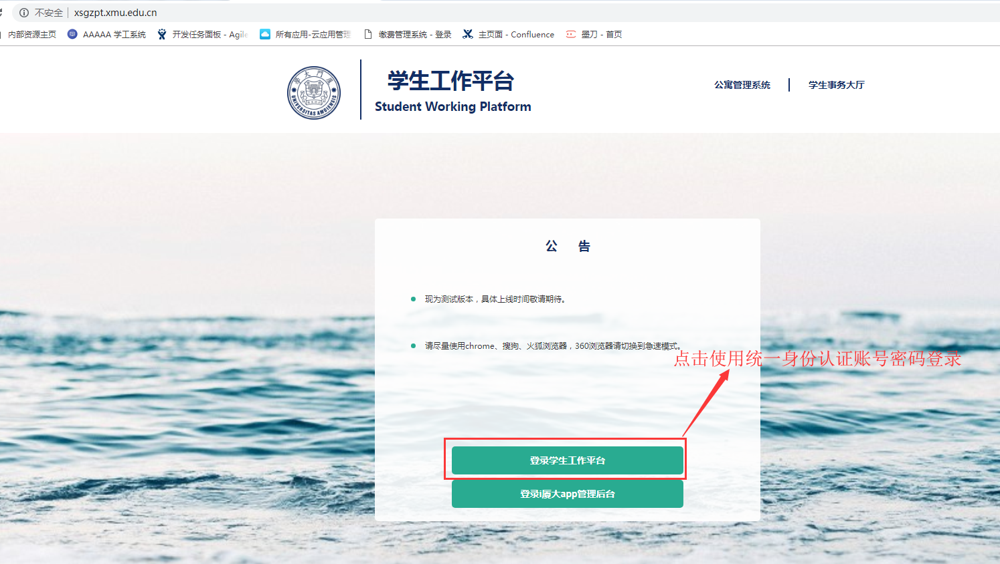 不安全 | xsgzpt.xmu.edu.cn
内部资源主页 AAAAA 学工系统 开发任务面板 - Agile 所有应用-云应用管理 缴费管理系统 - 登录 主页面 - Confluence 墨刀 - 首页
學大門廈
UNIVERSITAS AMOIENSIS
学生工作平台
Student Working Platform
公寓管理系统 学生事务大厅
公 告
现为测试版本，具体上线时间敬请期待。
请尽量使用chrome、搜狗、火狐浏览器，360浏览器请切换到急速模式。
点击使用统一身份认证账号密码登录
登录学生工作平台
登录i厦大app管理后台